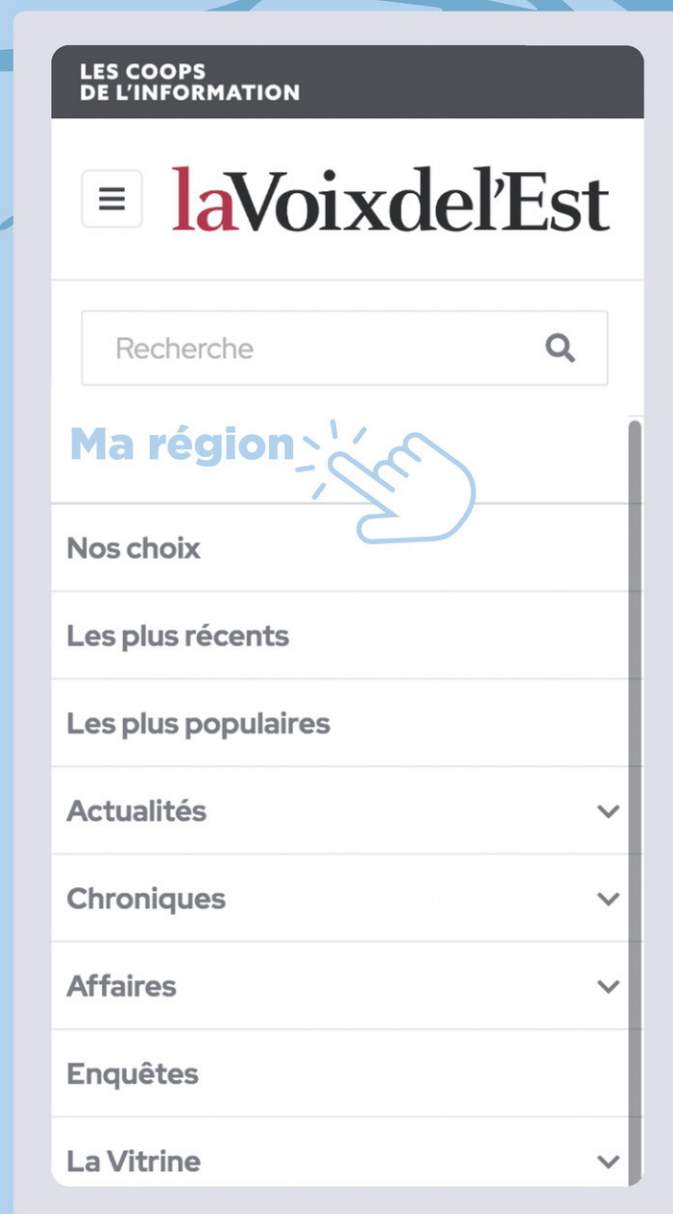 LES COOPS
DE L'INFORMATION
laVoixdel'Est
Recherche
Ma région
Nos choix
Les plus récents
Les plus populaires
Actualités
Chroniques
Affaires
Enquêtes
La Vitrine